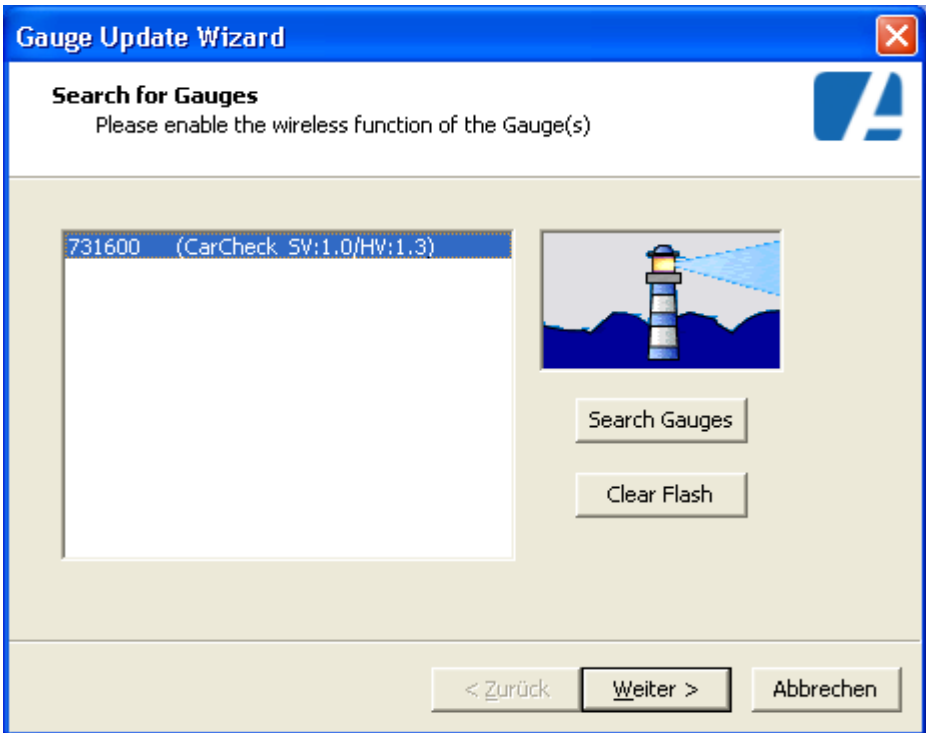 Gauge Update Wizard
Search for Gauges
Please enable the wireless function of the Gauge(s)
731600 (CarCheck SV:1.0/HV:1.3)
Search Gauges
Clear Flash
< Zurück
Weiter >
Abbrechen